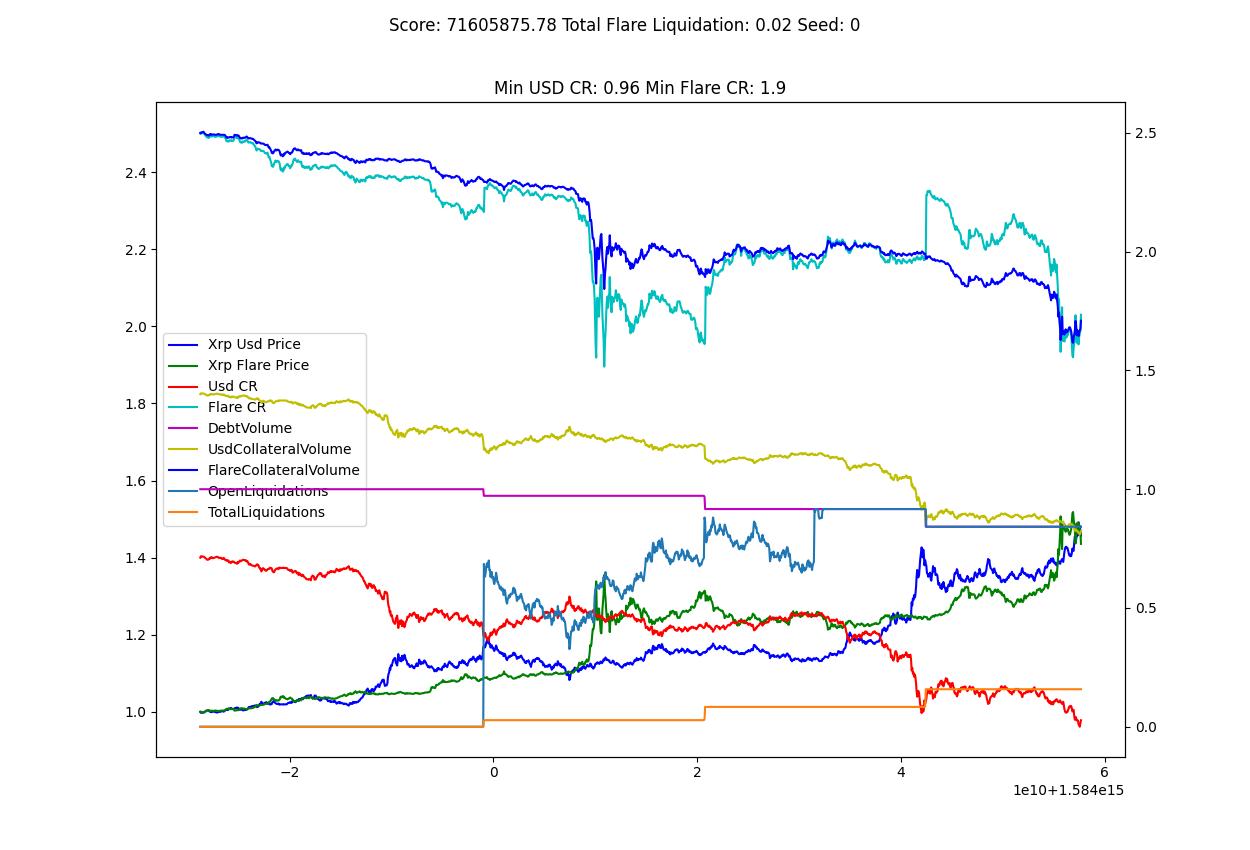 Score: 71605875.78 Total Flare Liquidation: 0.02 Seed: 0
Min USD CR: 0.96 Min Flare CR: 1.9
2.4
2.2
2.0
1.8
1.6
1.4
1.2
1.0
2.5
2.0
1.5
1.0
0.5
0.0
Xrp Usd Price
Xrp Flare Price
Usd CR
Flare CR
DebtVolume
UsdCollateralVolume
FlareCollateralVolume
OpenLiquidations
TotalLiquidations
−2 0 2 4 6
1e10+1.584e15